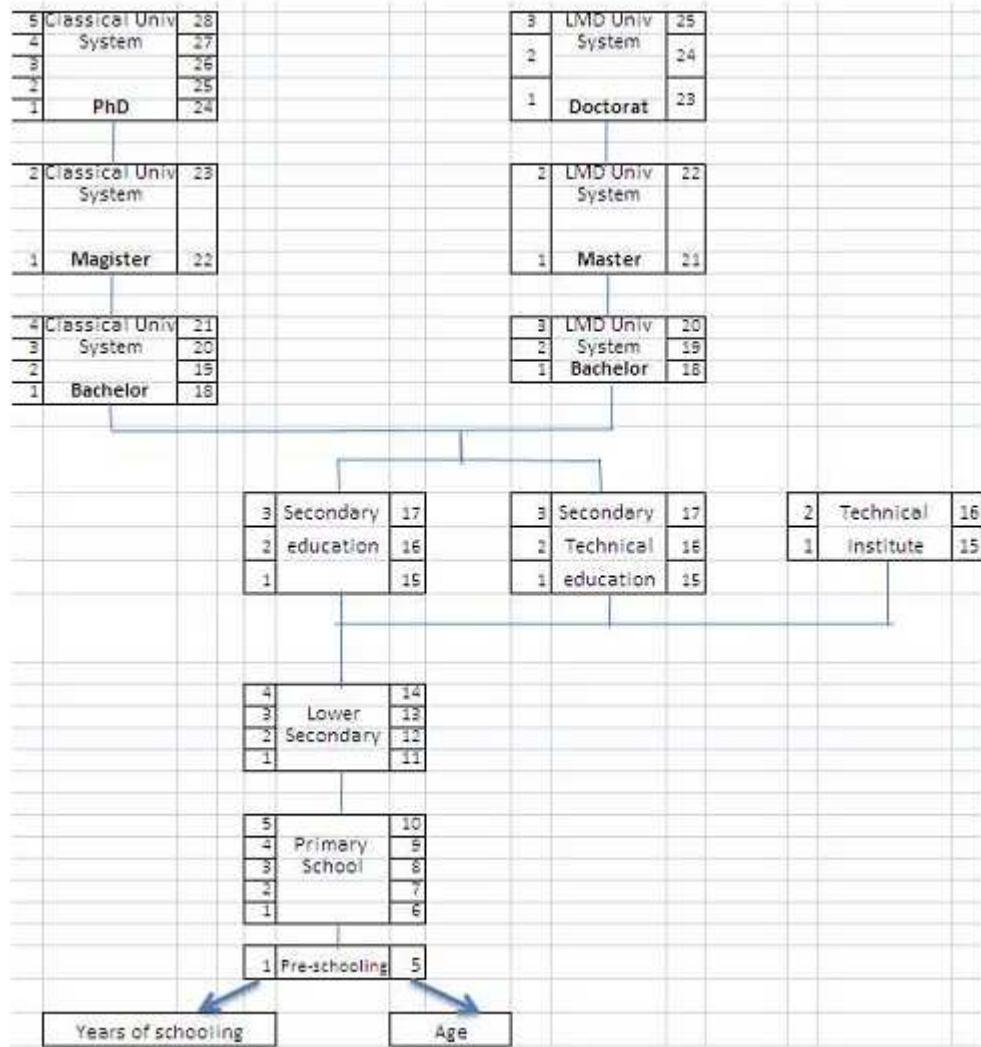 5 Classical Univ 28
4 System 27
3 26
2 25
1 PhD 24
3 LMD Univ 25
2 System 24
1 Doctorat 23
2 Classical Univ 23
System
1 Magister 22
2 LMD Univ 22
System
1 Master 21
4 Classical Univ 21
3 System 20
2 19
1 Bachelor 18
3 LMD Univ 20
2 System 19
1 Bachelor 18
3 Secondary 17
2 education 16
1 15
3 Secondary 17
2 Technical 16
1 education 15
2 Technical 16
1 Institute 15
4 14
3 Lower 13
2 Secondary 12
1 11
5 10
4 Primary 9
3 School 8
2 7
1 6
1 Pre-schooling 5
Years of schooling
Age